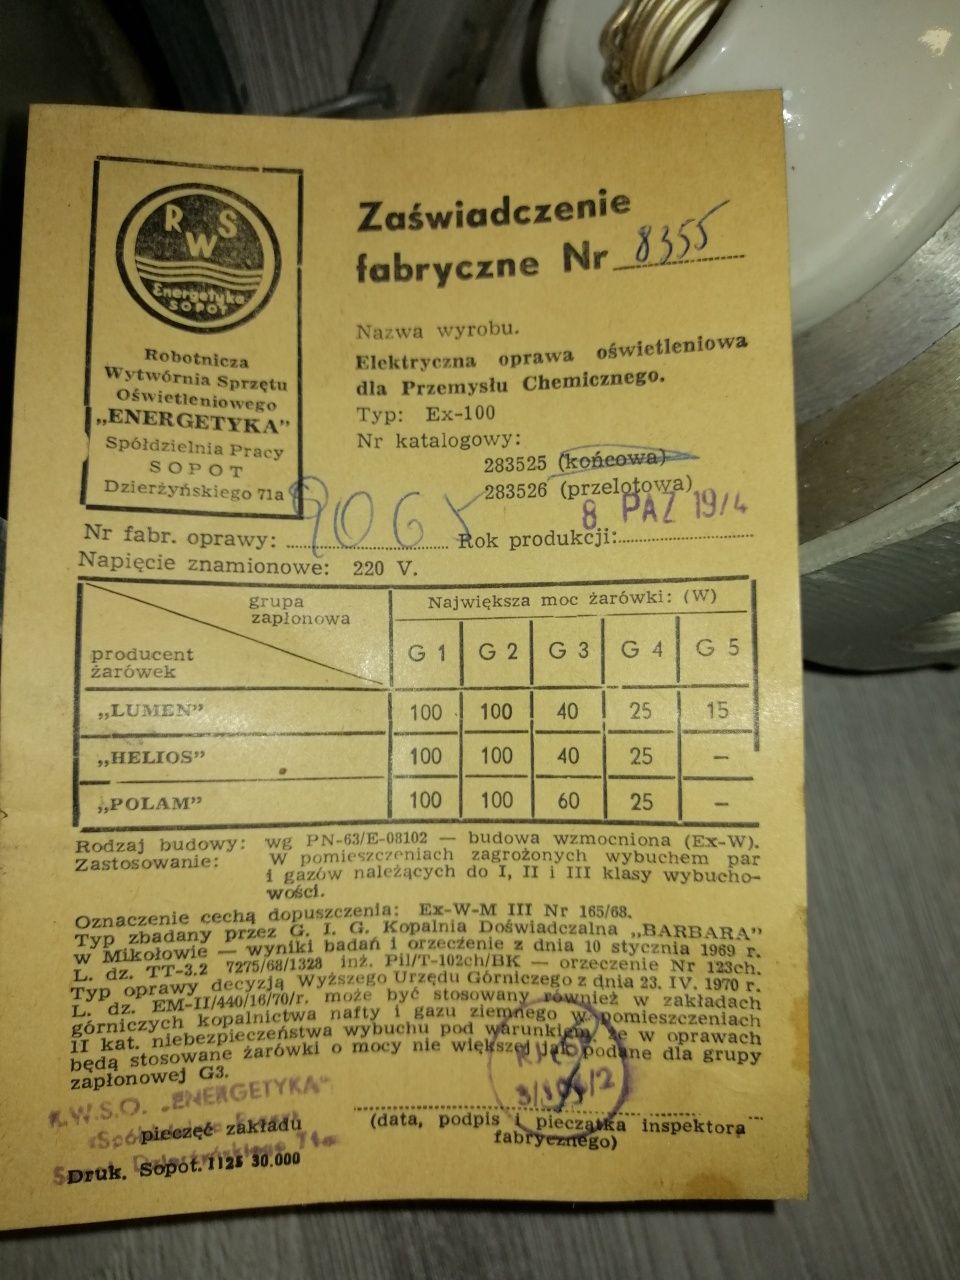 R W S
Energetyka
SOPOT
Robotnicza
Wytwórnia Sprzętu
Oświetleniowego
„ENERGETYKA”
Spółdzielnia Pracy
SOPOT
Dzierżyńskiego 71a
Zaświadczenie
fabryczne Nr 8355
Nazwa wyrobu.
Elektryczna oprawa oświetleniowa
dla Przemysłu Chemicznego.
Typ: Ex-100
Nr katalogowy:
283525 (końcowa)
283526 (przelotowa)
8 PAZ 1974
Nr fabr. oprawy: 9065 Rok produkcji:
Napięcie znamionowe: 220 V.
grupa zapłonowa
producent żarówek
Największa moc żarówki: (W)
G 1 G 2 G 3 G 4 G 5
„LUMEN” 100 100 40 25 15
„HELIOS” 100 100 40 25 —
„POLAM” 100 100 60 25 —
Rodzaj budowy: wg PN-63/E-08102 — budowa wzmocniona (Ex-W).
Zastosowanie: W pomieszczeniach zagrożonych wybuchem par
i gazów należących do I, II i III klasy wybucho-
wości.
Oznaczenie cechą dopuszczenia: Ex-W-M III Nr 165/68.
Typ zbadany przez G. I. G. Kopalnia Doświadczalna „BARBARA”
w Mikołowie — wyniki badań i orzeczenie z dnia 10 stycznia 1969 r.
L. dz. TT-3.2 7275/68/1328 inż. Pil/T-102ch/BK — orzeczenie Nr 123ch.
Typ oprawy decyzją Wyższego Urzędu Górniczego z dnia 23. IV. 1970 r.
L. dz. EM-II/440/16/70/r. może być stosowany również w zakładach
górniczych kopalnictwa nafty i gazu ziemnego w pomieszczeniach
II kat. niebezpieczeństwa wybuchu pod warunkiem, że w oprawach
będą stosowane żarówki o mocy nie większej jak podane dla grupy
zapłonowej G3.
R.W.S.O. „ENERGETYKA”
pieczęć zakładu
(data, podpis i pieczątka inspektora
fabrycznego)
Druk. Sopot. 1125 30.000